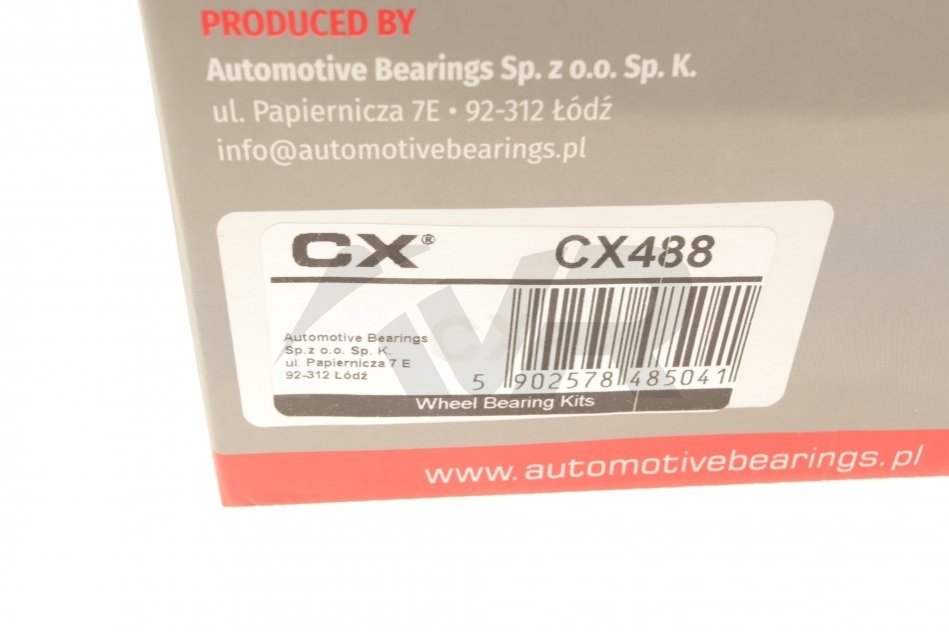 PRODUCED BY
Automotive Bearings Sp. z o.o. Sp. K.
ul. Papiernicza 7E • 92-312 Łódź
info@automotivebearings.pl
CX® CX488
Automotive Bearings
Sp.z o.o. Sp. K.
ul. Papiernicza 7 E
92-312 Łódź
5 902578 485041
Wheel Bearing Kits
www.automotivebearings.pl